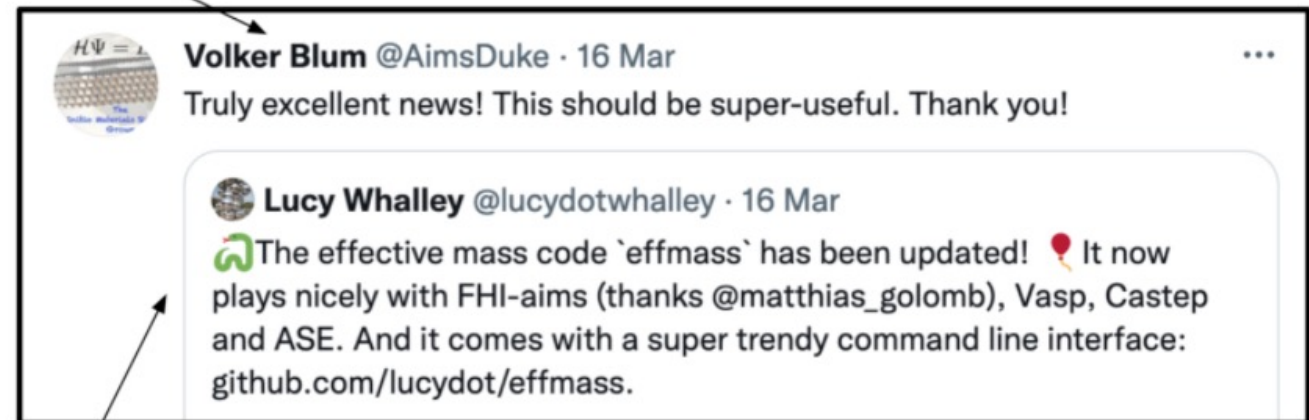 HΨ =
The
Volker Blum @AimsDuke · 16 Mar
Truly excellent news! This should be super-useful. Thank you!
Lucy Whalley @lucydotwhalley · 16 Mar
🐍The effective mass code `effmass` has been updated! 🎈 It now
plays nicely with FHI-aims (thanks @matthias_golomb), Vasp, Castep
and ASE. And it comes with a super trendy command line interface:
github.com/lucydot/effmass.